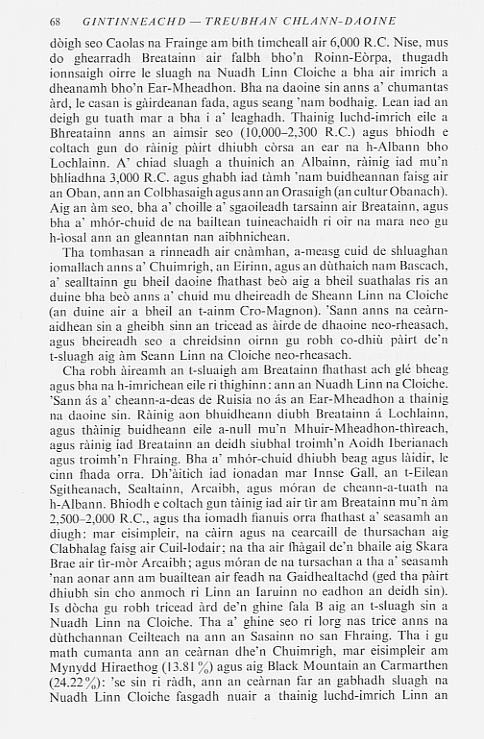 68 GINTINNEACHD — TREUBHAN CHLANN-DAOINE
dòigh seo Caolas na Frainge am bith timcheall air 6,000 R.C. Nise, mus
do ghearradh Breatainn air falbh bho'n Roinn-Eòrpa, thugadh
ionnsaigh oirre le sluagh na Nuadh Linn Cloiche a bha air imrich a
dheanamh bho'n Ear-Mheadhon. Bha na daoine sin anns a' chumantas
àrd, le casan is gàirdeanan fada, agus seang 'nam bodhaig. Lean iad an
deigh gu tuath mar a bha i a' leaghadh. Thainig luchd-imrich eile a
Bhreatainn anns an aimsir seo (10,000–2,300 R.C.) agus bhiodh e
coltach gun do ràinig pàirt dhiubh còrsa an ear na h-Albann bho
Lochlainn. A' chiad sluagh a thuinich an Albainn, ràinig iad mu'n
bhliadhna 3,000 R.C. agus ghabh iad tàmh 'nam buidheannan faisg air
an Oban, ann an Colbhasaigh agus ann an Orasaigh (an cultur Obanach).
Aig an àm seo, bha a' choille a' sgaoileadh tarsainn air Breatainn, agus
bha a' mhór-chuid de na bailtean tuineachaidh ri oir na mara neo gu
h-ìosal ann an gleanntan nan aibhnichean.
Tha tomhasan a rinneadh air cnàmhan, a-measg cuid de shluaghan
iomallach anns a' Chuimrigh, an Eirinn, agus an dùthaich nam Bascach,
a' sealltainn gu bheil daoine fhathast beò aig a bheil suathalas ris an
duine bha beò anns a' chuid mu dheireadh de Sheann Linn na Cloiche
(an duine air a bheil an t-ainm Cro-Magnon). 'Sann anns na ceàrn-
aidhean sin a gheibh sinn an tricead as àirde de dhaoine neo-rheasach,
agus bheireadh seo a chreidsinn oirnn gu robh co-dhiù pàirt de'n
t-sluagh aig àm Seann Linn na Cloiche neo-rheasach.
Cha robh àireamh an t-sluaigh am Breatainn fhathast ach glé bheag
agus bha na h-imrichean eile ri thighinn: ann an Nuadh Linn na Cloiche.
'Sann ás a' cheann-a-deas de Ruisia no ás an Ear-Mheadhon a thainig
na daoine sin. Ràinig aon bhuidheann diubh Breatainn á Lochlainn,
agus thàinig buidheann eile a-null mu'n Mhuir-Mheadhon-thìreach,
agus ràinig iad Breatainn an deidh siubhal troimh'n Aoidh Iberianach
agus troimh'n Fhraing. Bha a' mhór-chuid dhiubh beag agus làidir, le
cinn fhada orra. Dh'àitich iad ionadan mar Innse Gall, an t-Eilean
Sgitheanach, Sealtainn, Arcaibh, agus móran de cheann-a-tuath na
h-Albann. Bhiodh e coltach gun tàinig iad air tìr am Breatainn mu'n àm
2,500–2,000 R.C., agus tha iomadh fianuis orra fhathast a' seasamh an
diugh: mar eisimpleir, na càirn agus na cearcaill de thursachan aig
Clabhalag faisg air Cuil-lodair; na tha air fhàgail de'n bhaile aig Skara
Brae air tìr-mòr Arcaibh; agus móran de na tursachan a tha a' seasamh
'nan aonar ann am buailtean air feadh na Gaidhealtachd (ged tha pàirt
dhiubh sin cho anmoch ri Linn an Iaruinn no eadhon an deidh sin).
Is dòcha gu robh tricead àrd de'n ghine fala B aig an t-sluagh sin a
Nuadh Linn na Cloiche. Tha a' ghine seo ri lorg nas trice anns na
dùthchannan Ceilteach na ann an Sasainn no san Fhraing. Tha i gu
math cumanta ann an ceàrnan dhe'n Chuimrigh, mar eisimpleir am
Mynydd Hiraethog (13.81%) agus aig Black Mountain an Carmarthen
(24.22%): 'se sin ri ràdh, ann an ceàrnan far an gabhadh sluagh na
Nuadh Linn Cloiche fasgadh nuair a thainig luchd-imrich Linn an